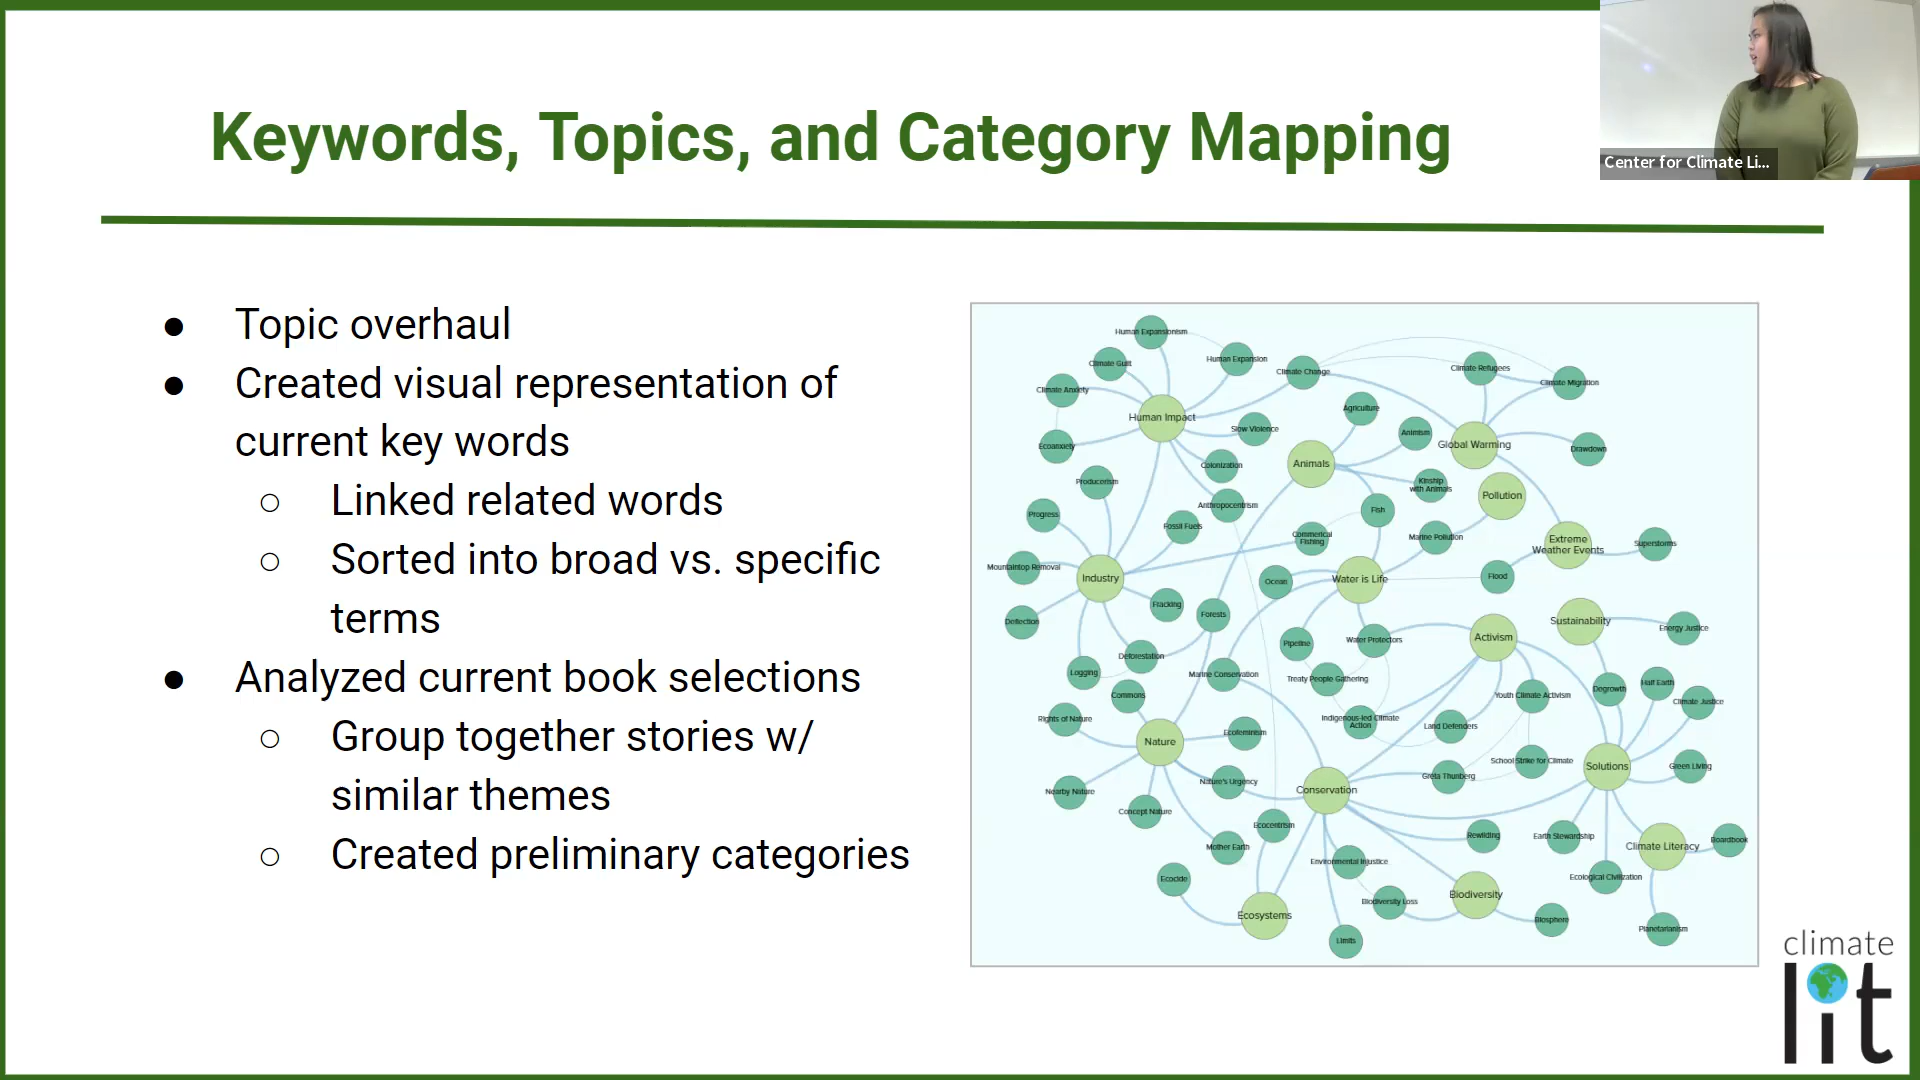 Keywords, Topics, and Category Mapping
Center for Climate Li...
● Topic overhaul
● Created visual representation of
current key words
○ Linked related words
○ Sorted into broad vs. specific
terms
● Analyzed current book selections
○ Group together stories w/
similar themes
○ Created preliminary categories
Human Expansionism
Human Expansion
Climate Guilt
Climate Change
Climate Refugees
Climate Migration
Climate Anxiety
Human Impact
Agriculture
Slow Violence
Animism
Global Warming
Drawdown
Ecoanxiety
Colonization
Animals
Producerism
Kinship
with Animals
Pollution
Anthropocentrism
Fish
Progress
Fossil Fuels
Commerical
Fishing
Marine Pollution
Extreme
Weather Events
Superstorms
Mountaintop Removal
Industry
Ocean
Water is Life
Flood
Fracking
Forests
Deflection
Sustainability
Energy Justice
Pipeline
Water Protectors
Activism
Deforestation
Logging
Marine Conservation
Treaty People Gathering
Commons
Youth Climate Activism
Degrowth
Half Earth
Climate Justice
Rights of Nature
Indigenous-led Climate
Action
Land Defenders
Nature
Ecofeminism
School Strike for Climate
Solutions
Green Living
Nature's Urgency
Greta Thunberg
Nearby Nature
Conservation
Concept Nature
Ecocentrism
Rewilding
Earth Stewardship
Boardbook
Mother Earth
Climate Literacy
Environmental Injustice
Ecocide
Ecological Civilization
Biodiversity Loss
Biodiversity
Ecosystems
Biosphere
Planetarianism
Limits
climate
lit